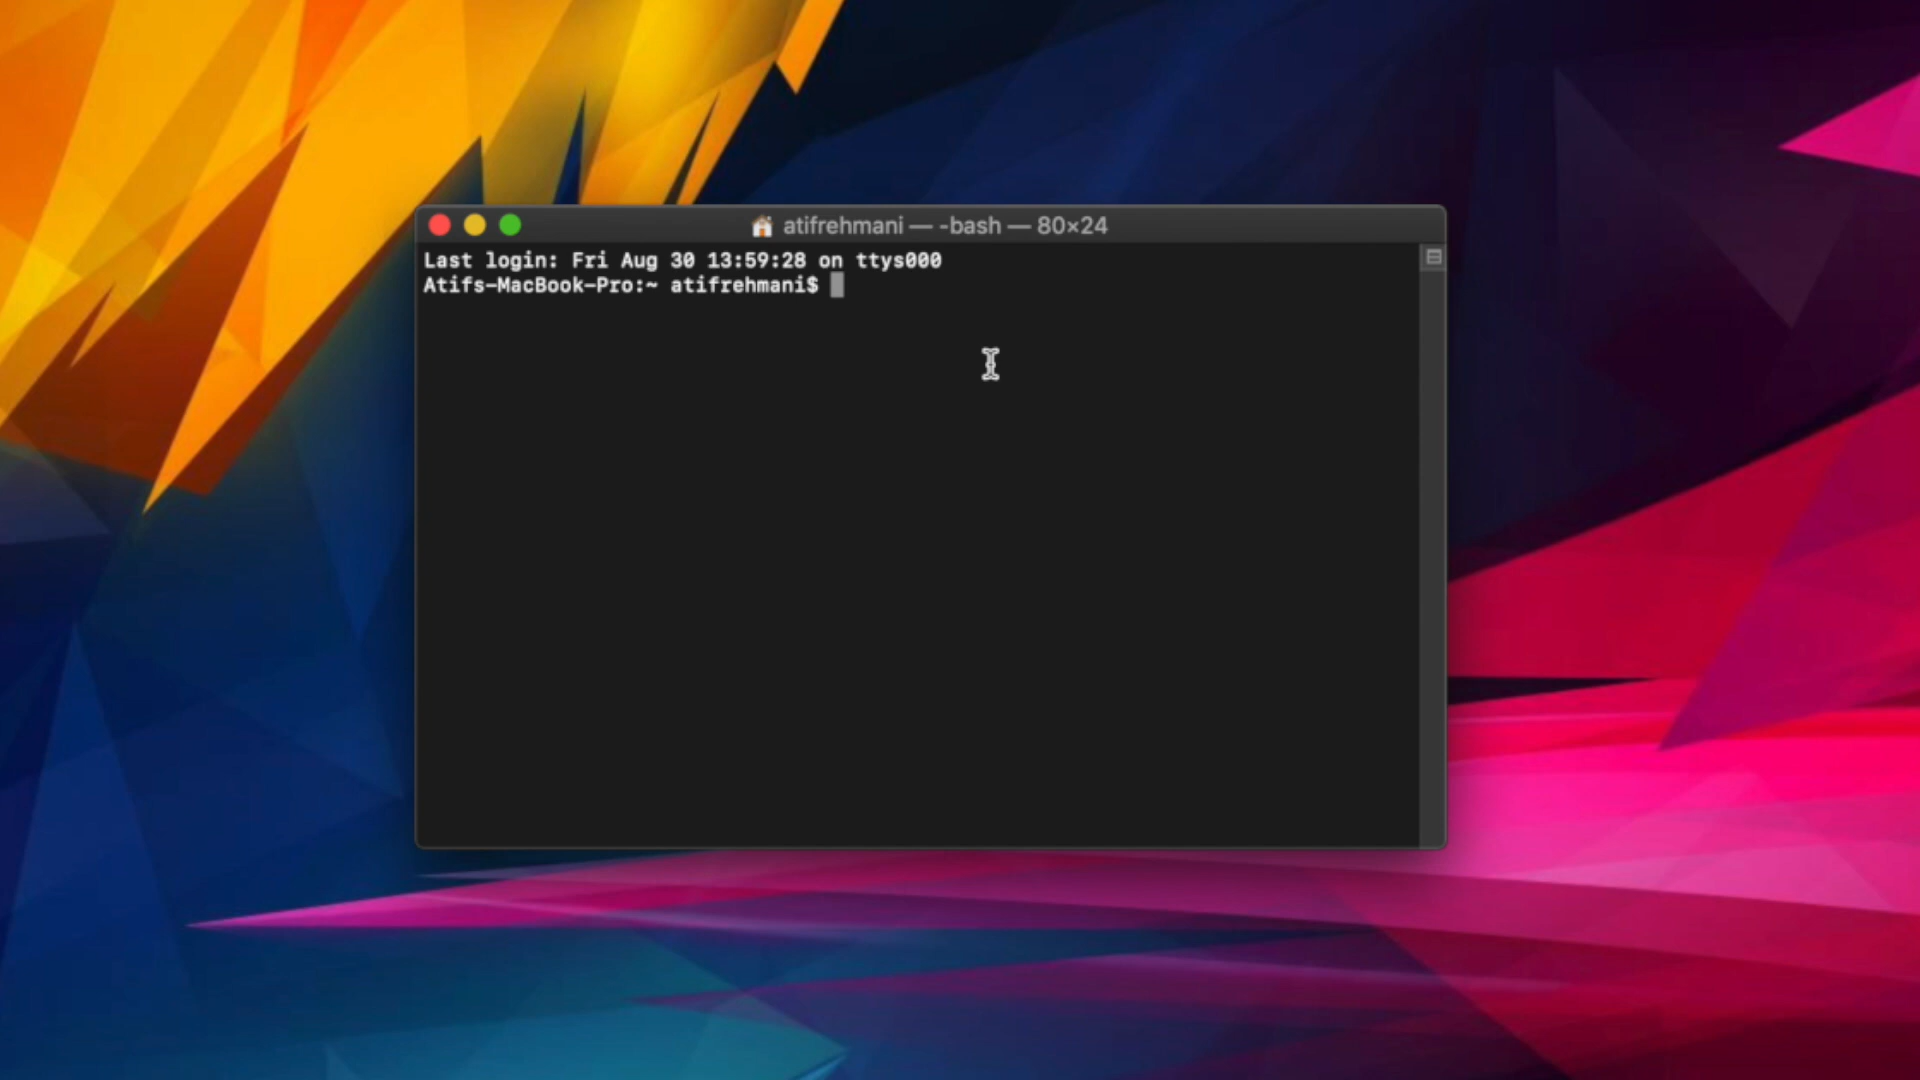 atifrehmani — -bash — 80×24
Last login: Fri Aug 30 13:59:28 on ttys000
Atifs-MacBook-Pro:~ atifrehmani$